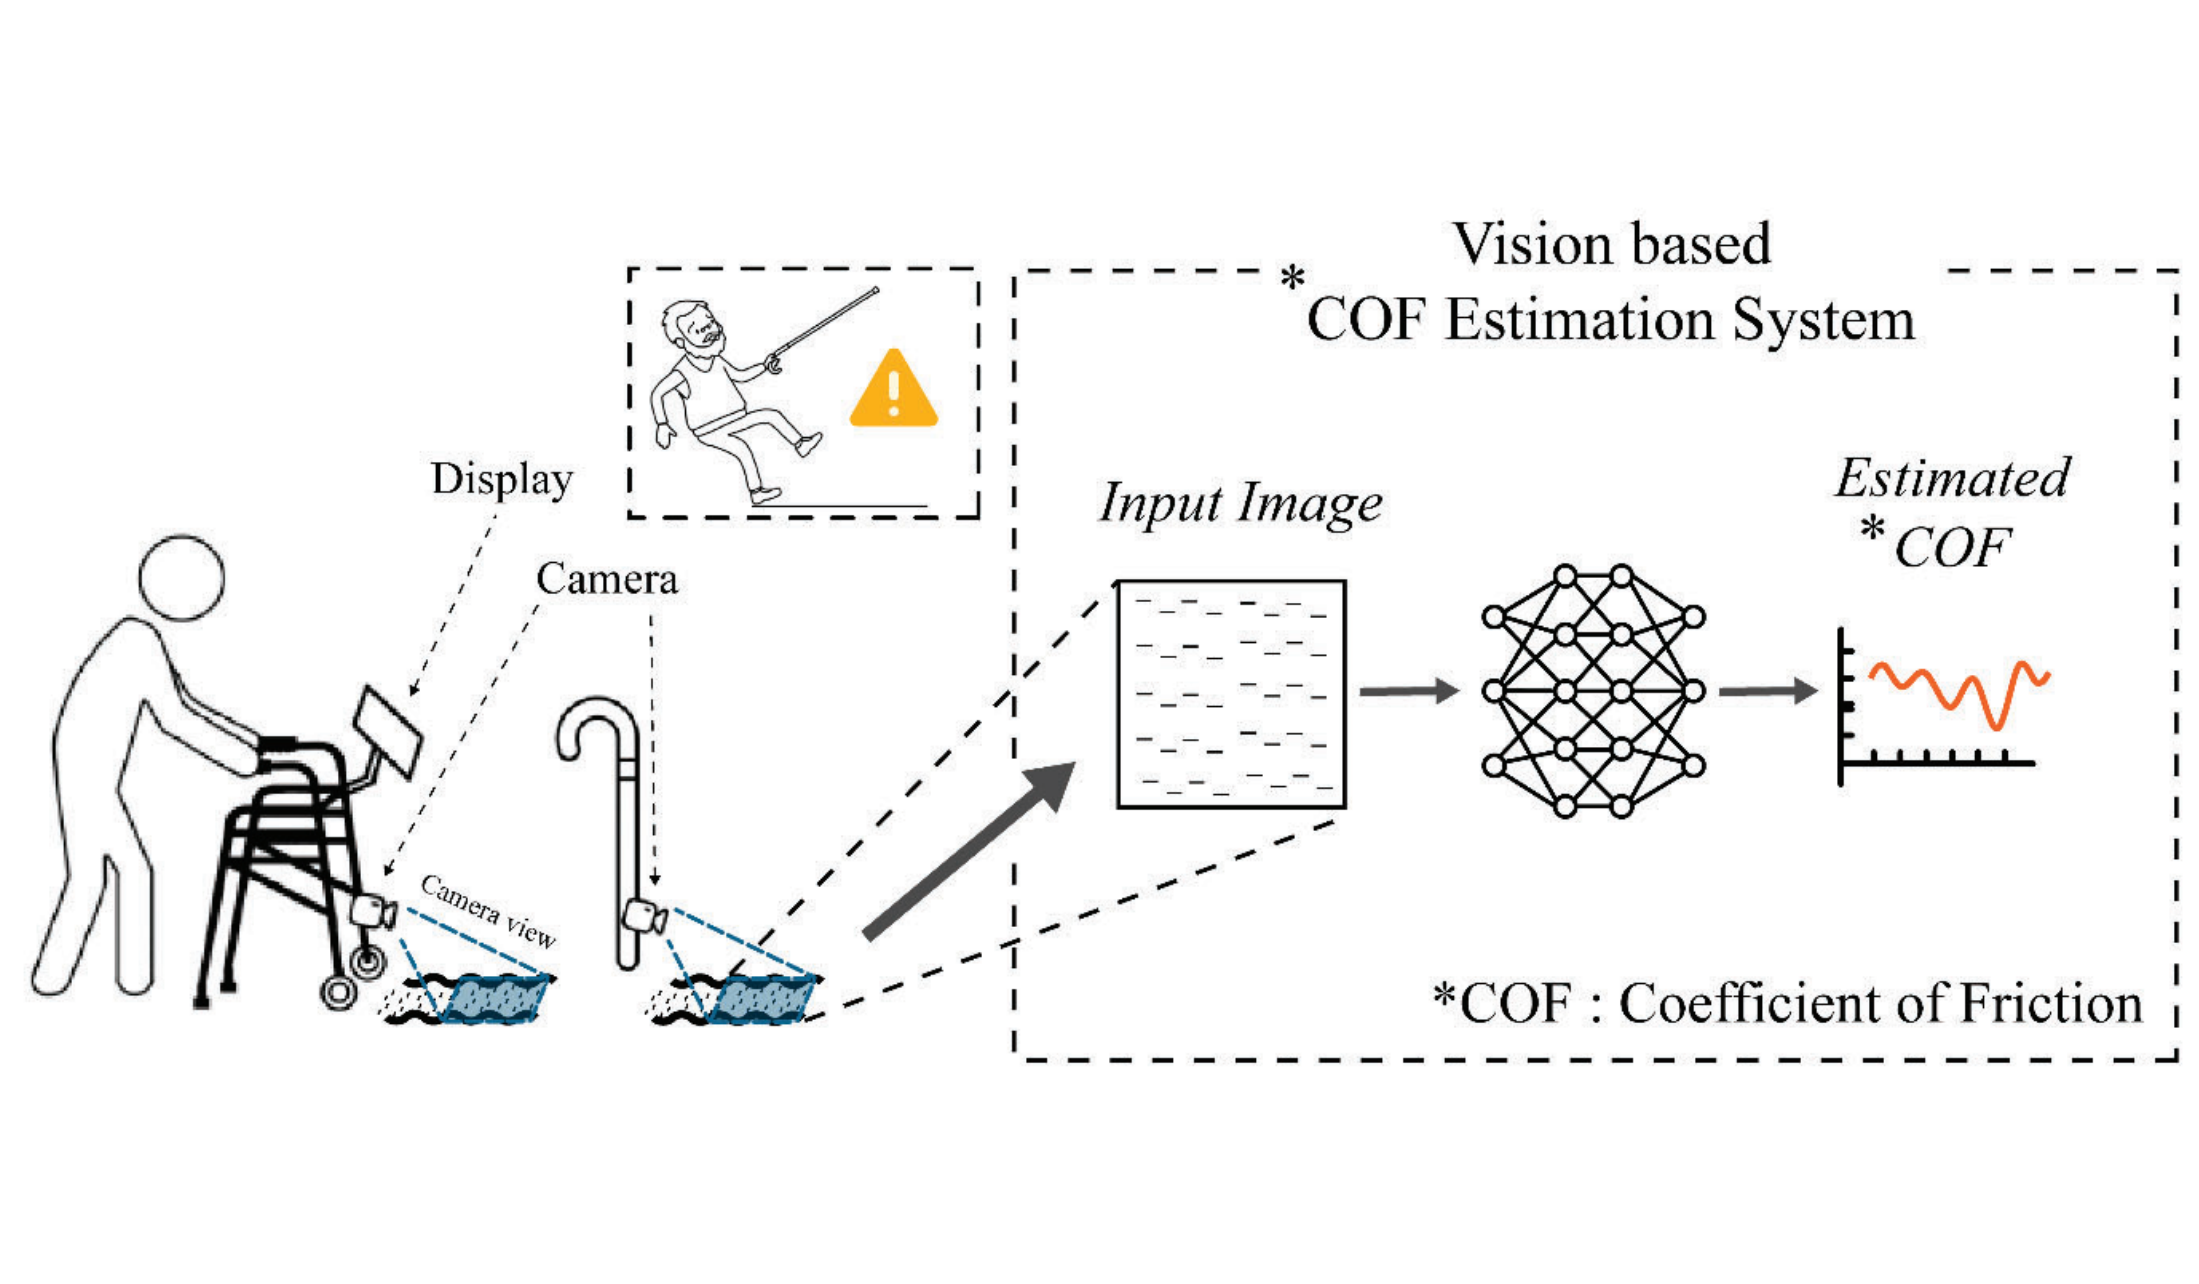 Vision based
*COF Estimation System
Display
Camera
Camera view
Input Image
Estimated
*COF
*COF : Coefficient of Friction